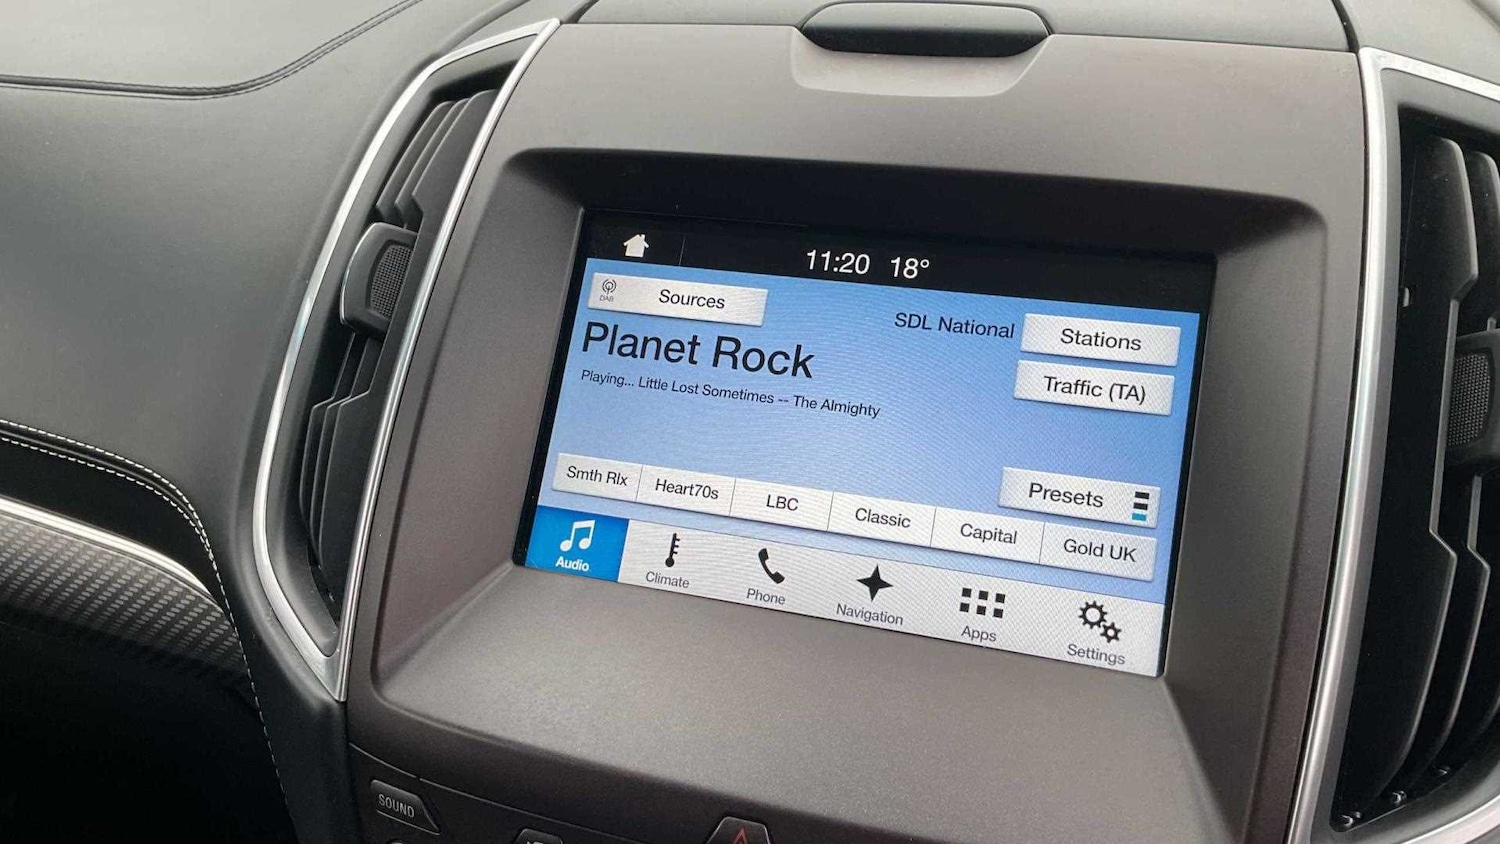 11:20 18°
DAB
Sources
SDL National
Stations
Planet Rock
Traffic (TA)
Playing... Little Lost Sometimes -- The Almighty
Presets
Smth Rlx
Heart70s
LBC
Classic
Capital
Gold UK
Audio
Climate
Phone
Navigation
Apps
Settings
SOUND